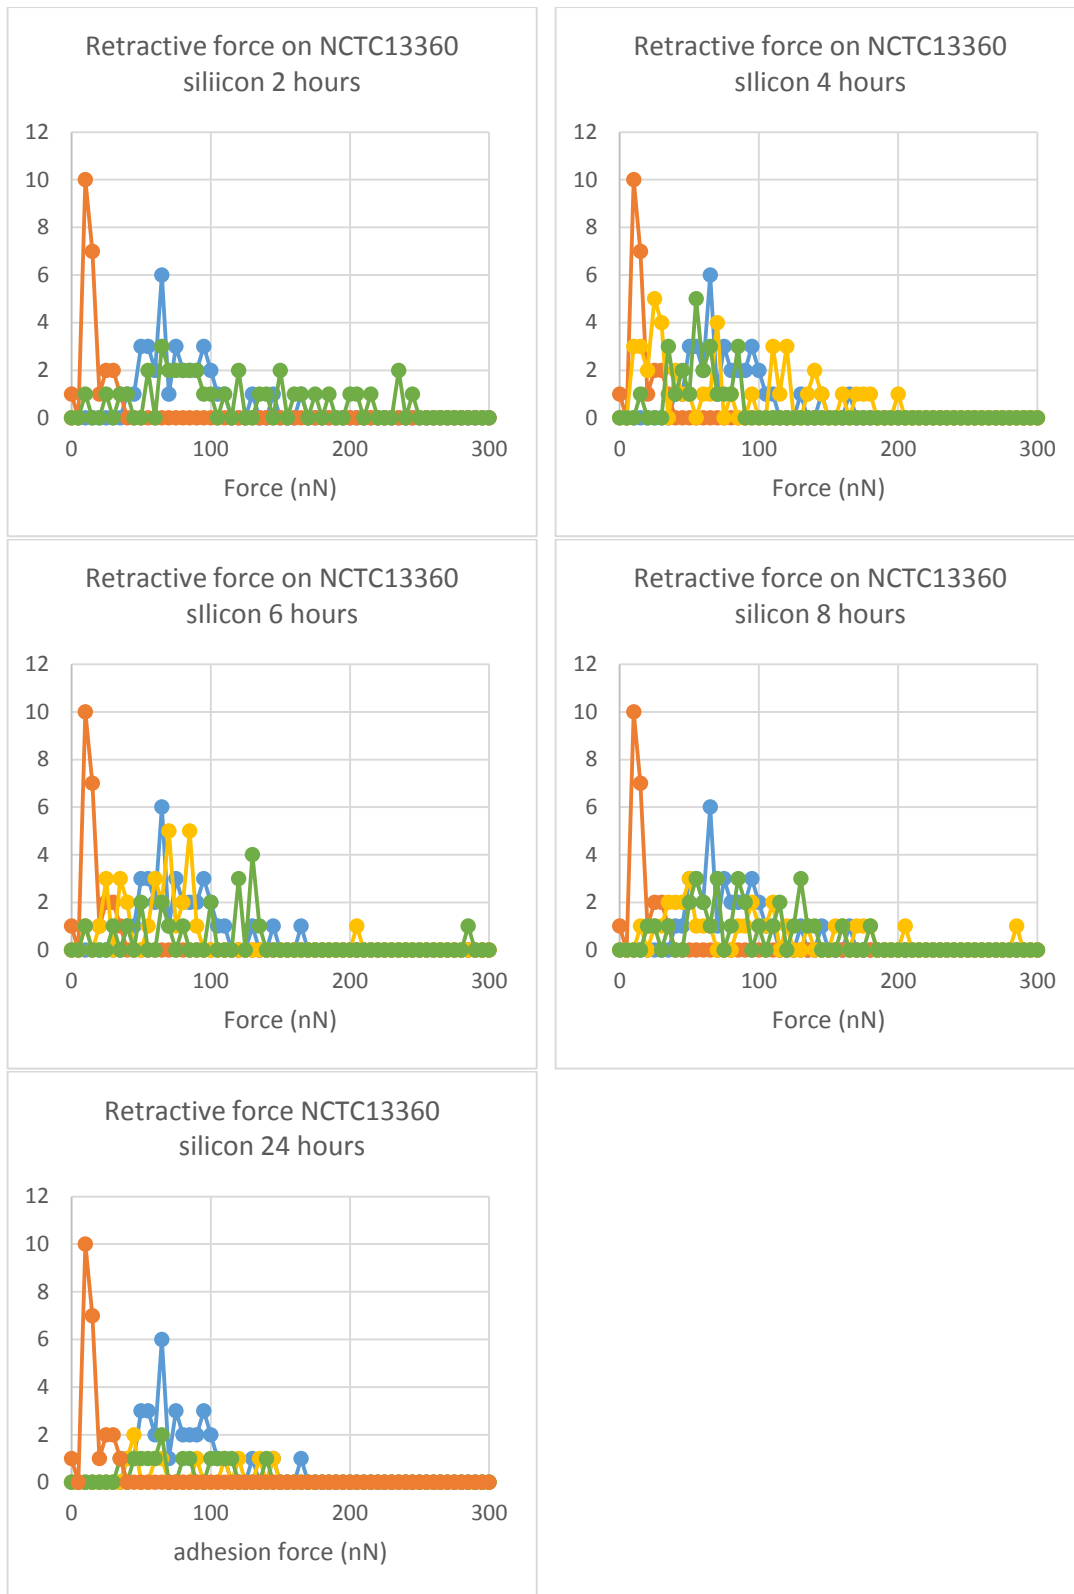 Retractive force on NCTC13360
siliicon 2 hours
12
10
8
6
4
2
0
0 100 200 300
Force (nN)
Retractive force on NCTC13360
sIlicon 4 hours
12
10
8
6
4
2
0
0 100 200 300
Force (nN)
Retractive force on NCTC13360
sIlicon 6 hours
12
10
8
6
4
2
0
0 100 200 300
Force (nN)
Retractive force on NCTC13360
silicon 8 hours
12
10
8
6
4
2
0
0 100 200 300
Force (nN)
Retractive force NCTC13360
silicon 24 hours
12
10
8
6
4
2
0
0 100 200 300
adhesion force (nN)